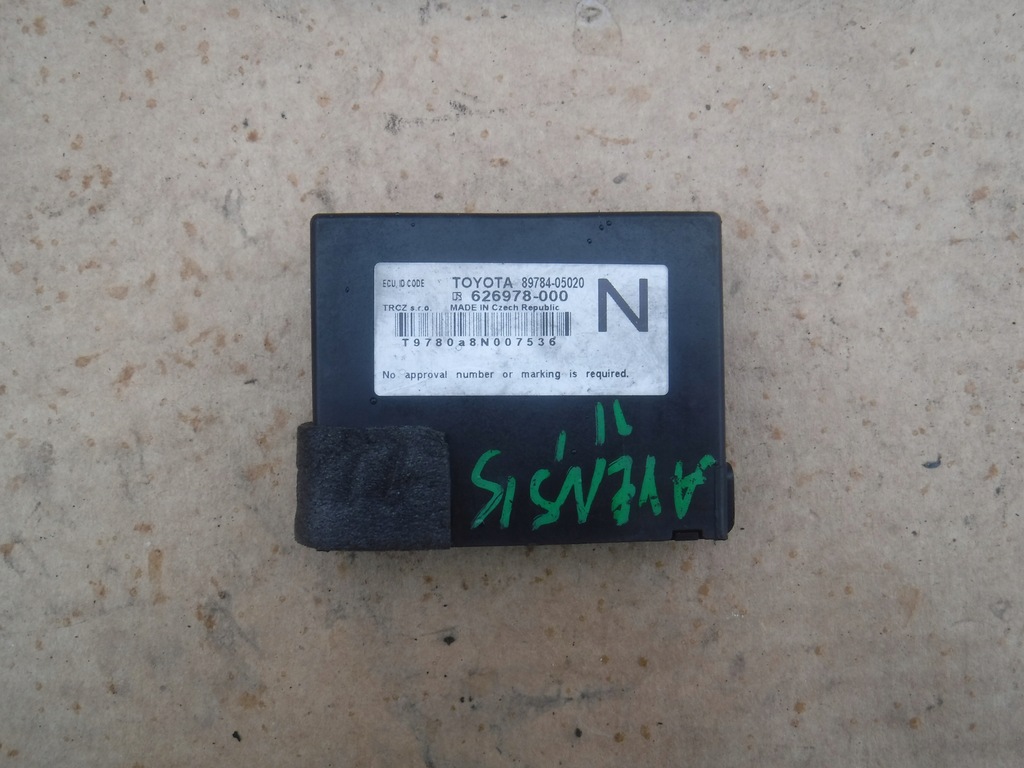 ECU, ID CODE TOYOTA 89784-05020
626978-000 N
TRCZ s.r.o. MADE IN Czech Republic
T9780a8N007536
No approval number or marking is required.
AVENSIS
11